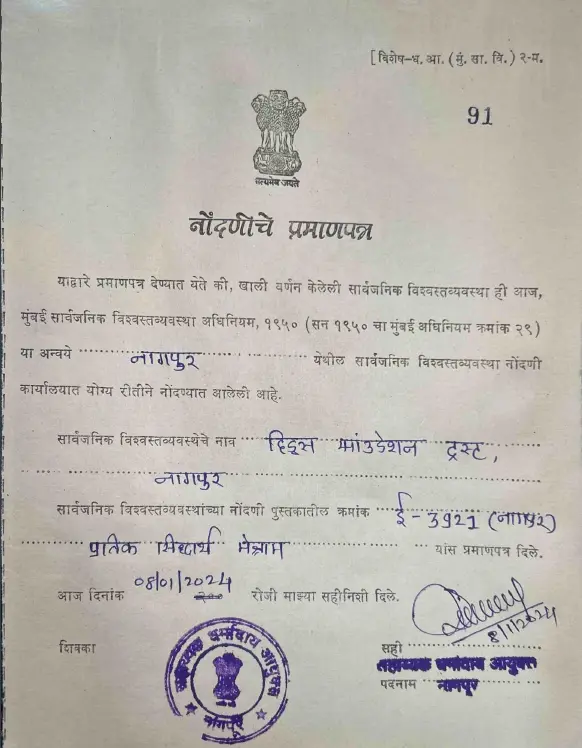 [विशेष-ध. आ. (मुं. सा. वि.) २-म.
91
सत्यमेव जयते
नोंदणीचे प्रमाणपत्र
याद्वारे प्रमाणपत्र देण्यात येते की, खाली वर्णन केलेली सार्वजनिक विश्वस्तव्यवस्था ही आज,
मुंबई सार्वजनिक विश्वस्तव्यवस्था अधिनियम, १९५० (सन १९५० चा मुंबई अधिनियम क्रमांक २९)
या अन्वये नागपुर येथील सार्वजनिक विश्वस्तव्यवस्था नोंदणी
कार्यालयात योग्य रीतीने नोंदण्यात आलेली आहे.
सार्वजनिक विश्वस्तव्यवस्थेचे नाव फांउडेशन ट्रस्ट,
नागपुर
सार्वजनिक विश्वस्तव्यवस्थांच्या नोंदणी पुस्तकातील क्रमांक ई-3921 (नागपुर)
प्रतिक सिध्दार्थ मेश्राम यांस प्रमाणपत्र दिले.
आज दिनांक 08/01/2024 रोजी माझ्या सहीनिशी दिले.
8/1/2024
शिक्का
सही
सहाय्यक धर्मादाय आयुक्त
पदनाम नागपूर
सहाय्यक धर्मादाय आयुक्त
नागपूर